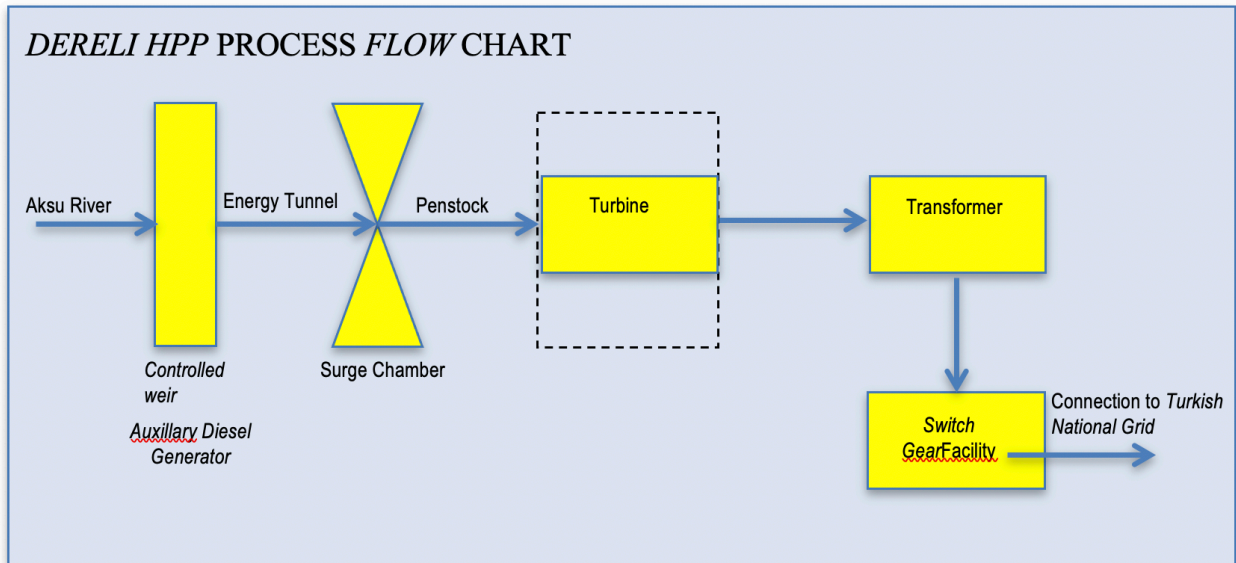 DERELI HPP PROCESS FLOW CHART
Aksu River
Energy Tunnel
Penstock
Turbine
Transformer
Controlled
weir
Auxillary Diesel
Generator
Surge Chamber
Switch
GearFacility
Connection to Turkish
National Grid